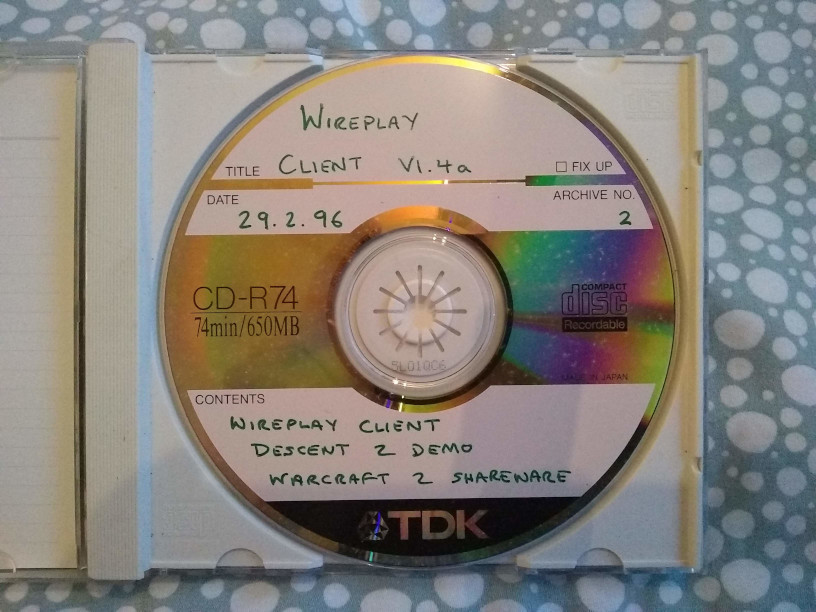 WIREPLAY
TITLE CLIENT V1.4a □ FIX UP
DATE ARCHIVE NO.
29.2.96 2
CD-R74
74min/650MB
COMPACT
disc
Recordable
5L01QC6
MADE IN JAPAN
CONTENTS
WIREPLAY CLIENT
DESCENT 2 DEMO
WARCRAFT 2 SHAREWARE
TDK